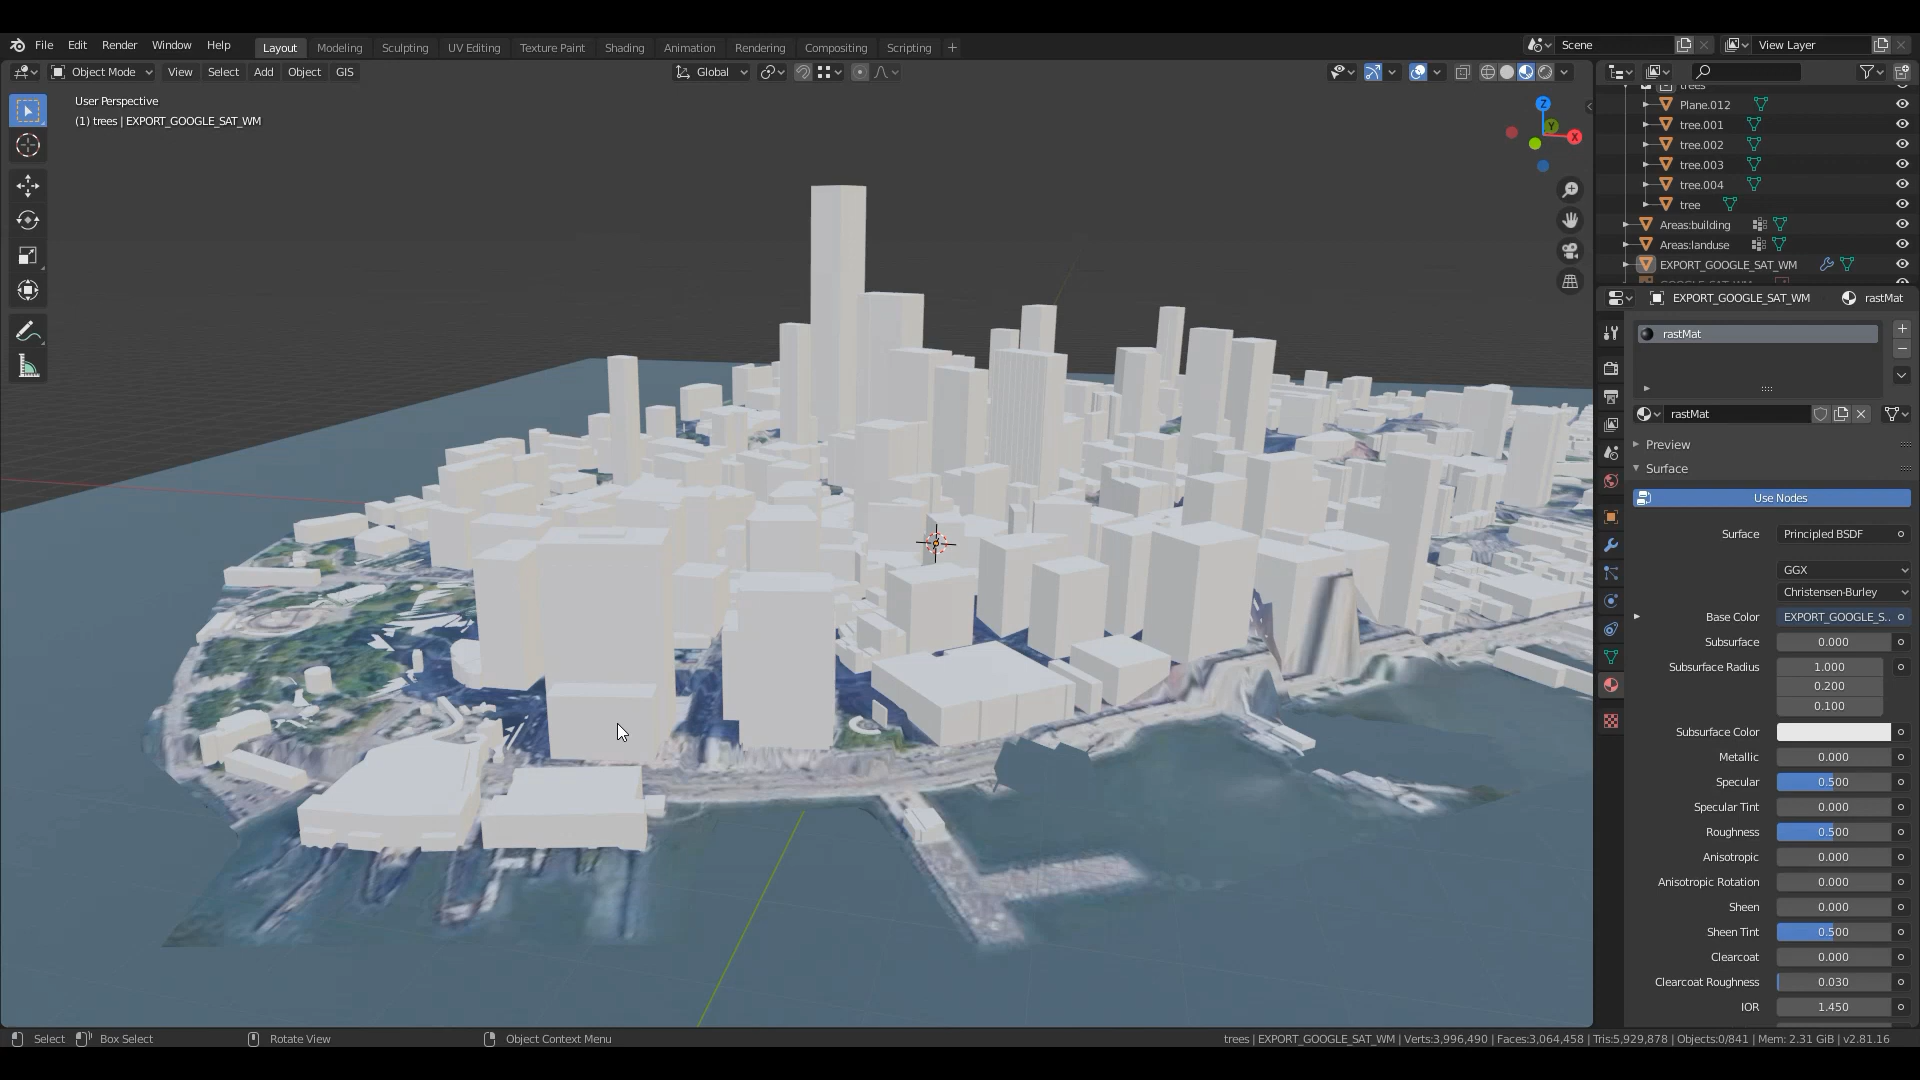 File Edit Render Window Help Layout Modeling Sculpting UV Editing Texture Paint Shading Animation Rendering Compositing Scripting + Scene View Layer
Object Mode View Select Add Object GIS Global
User Perspective
(1) trees | EXPORT_GOOGLE_SAT_WM
Z
Y
X
trees
Plane.012
tree.001
tree.002
tree.003
tree.004
tree
Areas:building
Areas:landuse
EXPORT_GOOGLE_SAT_WM
EXPORT_GOOGLE_SAT_WM rastMat
rastMat
rastMat
Preview
Surface
Use Nodes
Surface Principled BSDF
GGX
Christensen-Burley
Base Color EXPORT_GOOGLE_S..
Subsurface 0.000
Subsurface Radius 1.000
0.200
0.100
Subsurface Color
Metallic 0.000
Specular 0.500
Specular Tint 0.000
Roughness 0.500
Anisotropic 0.000
Anisotropic Rotation 0.000
Sheen 0.000
Sheen Tint 0.500
Clearcoat 0.000
Clearcoat Roughness 0.030
IOR 1.450
Select Box Select Rotate View Object Context Menu trees | EXPORT_GOOGLE_SAT_WM | Verts:3,996,490 | Faces:3,064,458 | Tris:5,929,878 | Objects:0/841 | Mem: 2.31 GiB | v2.81.16